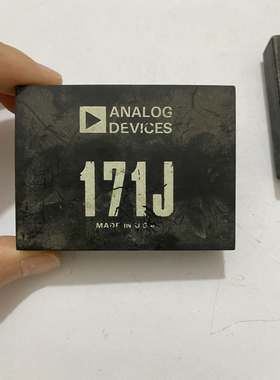 ANALOG
DEVICES
171J
MADE IN U.S.A.